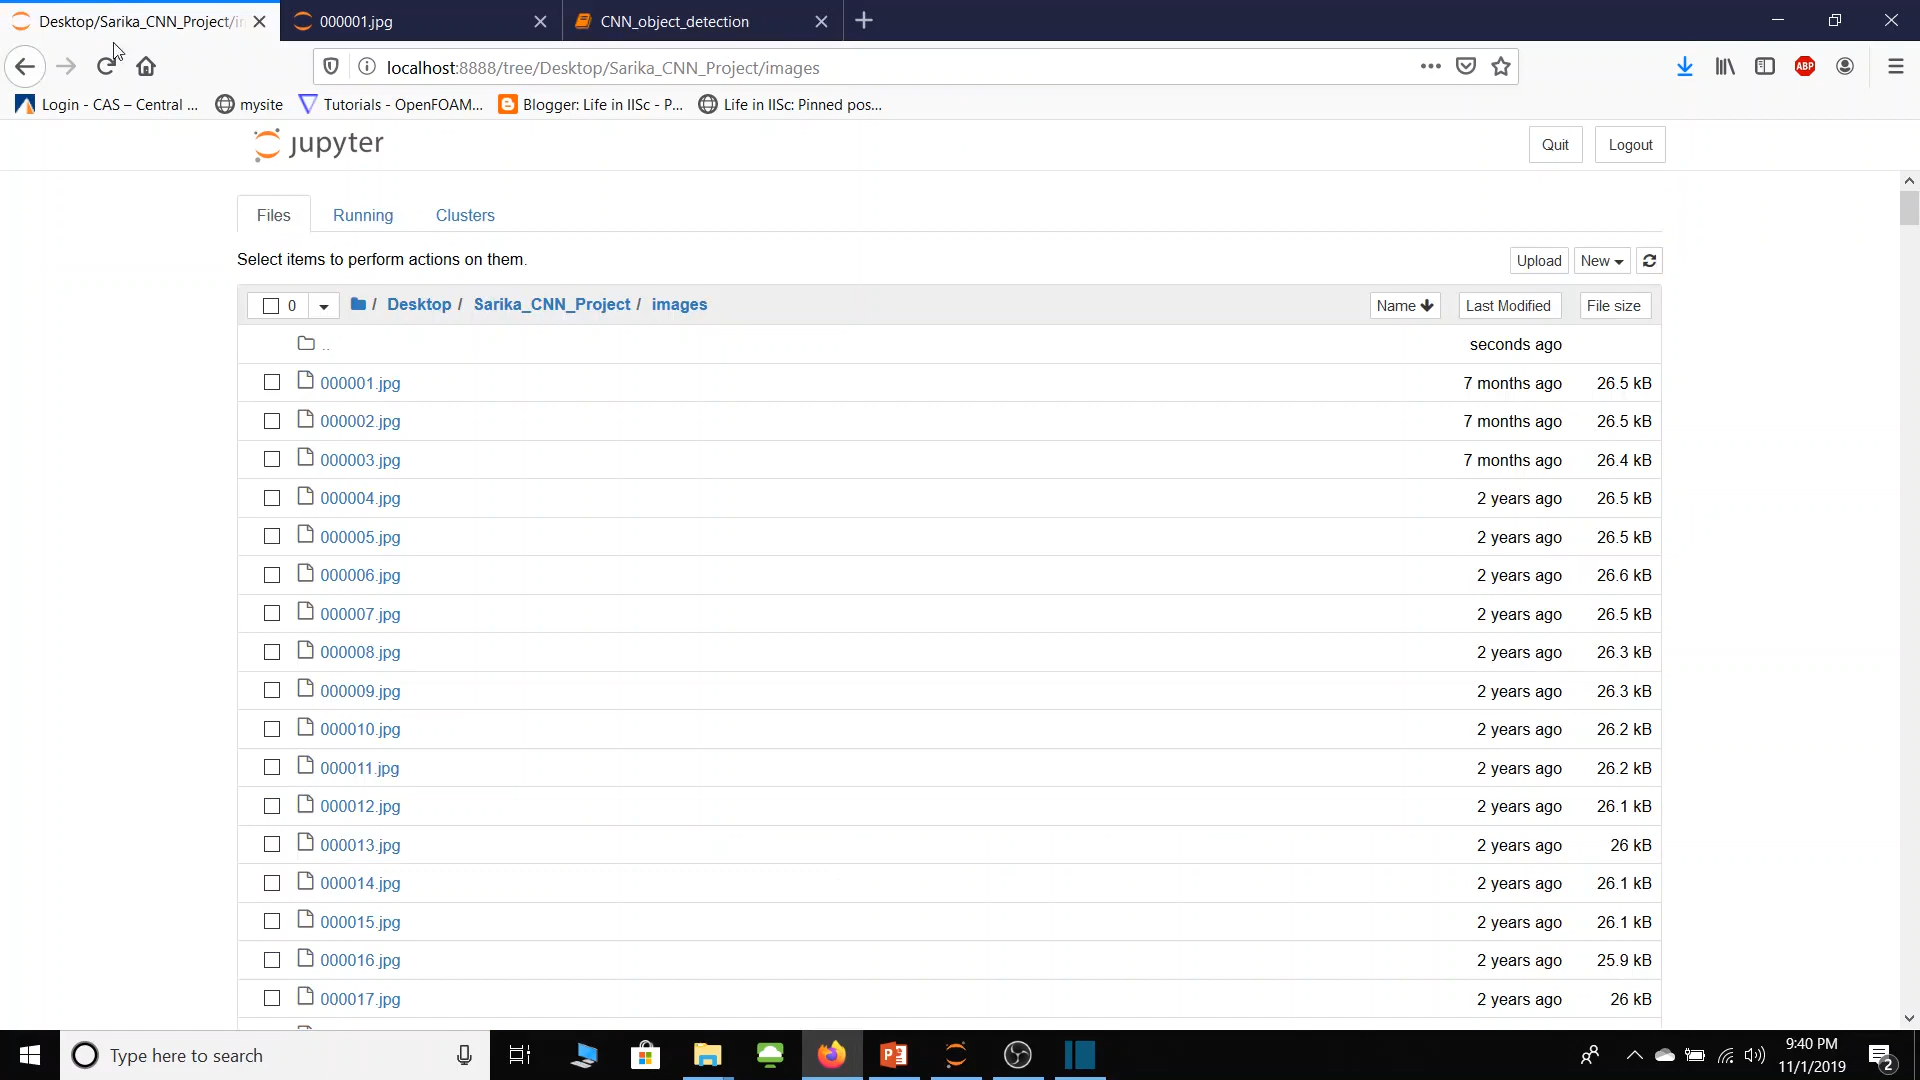 Desktop/Sarika_CNN_Project/i
000001.jpg
CNN_object_detection
localhost:8888/tree/Desktop/Sarika_CNN_Project/images
ABP
Login - CAS – Central ...
mysite
Tutorials - OpenFOAM...
Blogger: Life in IISc - P...
Life in IISc: Pinned pos...
jupyter
Quit
Logout
Files
Running
Clusters
Select items to perform actions on them.
Upload
New
0
/ Desktop / Sarika_CNN_Project / images
Name
Last Modified
File size
.. seconds ago
000001.jpg 7 months ago 26.5 kB
000002.jpg 7 months ago 26.5 kB
000003.jpg 7 months ago 26.4 kB
000004.jpg 2 years ago 26.5 kB
000005.jpg 2 years ago 26.5 kB
000006.jpg 2 years ago 26.6 kB
000007.jpg 2 years ago 26.5 kB
000008.jpg 2 years ago 26.3 kB
000009.jpg 2 years ago 26.3 kB
000010.jpg 2 years ago 26.2 kB
000011.jpg 2 years ago 26.2 kB
000012.jpg 2 years ago 26.1 kB
000013.jpg 2 years ago 26 kB
000014.jpg 2 years ago 26.1 kB
000015.jpg 2 years ago 26.1 kB
000016.jpg 2 years ago 25.9 kB
000017.jpg 2 years ago 26 kB
Type here to search
9:40 PM
11/1/2019
2